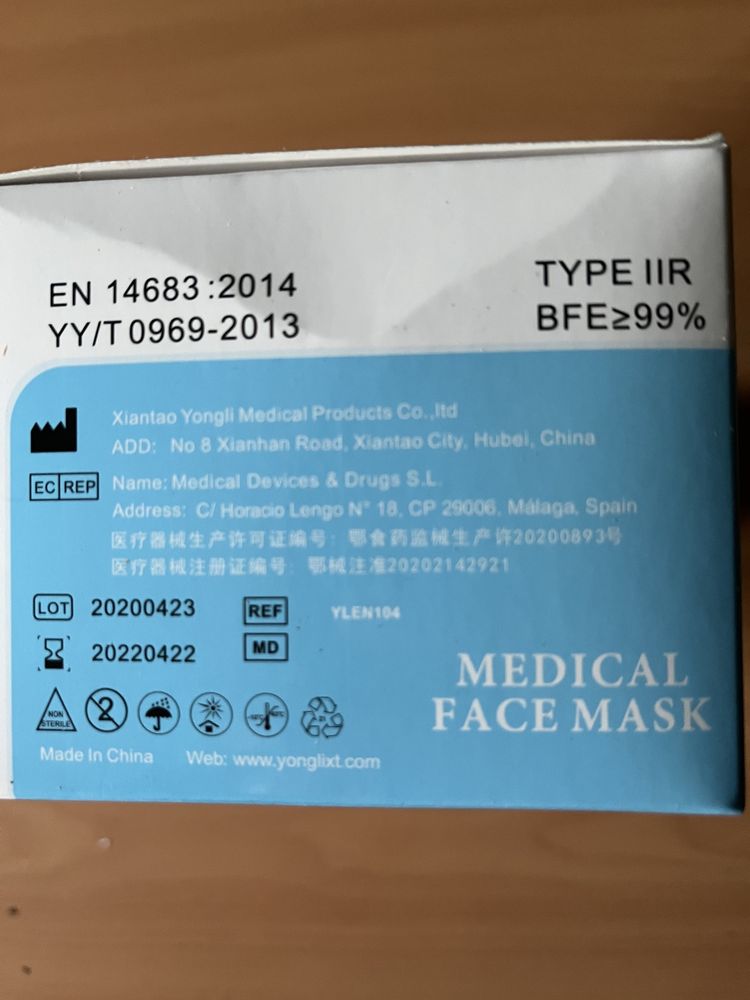 EN 14683:2014
YY/T 0969-2013
TYPE IIR
BFE≥99%
Xiantao Yongli Medical Products Co.,ltd
ADD: No 8 Xianhan Road, Xiantao City, Hubei, China
EC REP
Name: Medical Devices & Drugs S.L.
Address: C/ Horacio Lengo N° 18, CP 29006, Málaga, Spain
医疗器械生产许可证编号：鄂食药监械生产许20200893号
医疗器械注册证编号：鄂械注准20202142921
LOT 20200423
REF YLEN104
20220422
MD
NON STERILE
2
MEDICAL
FACE MASK
Made In China Web: www.yonglixt.com